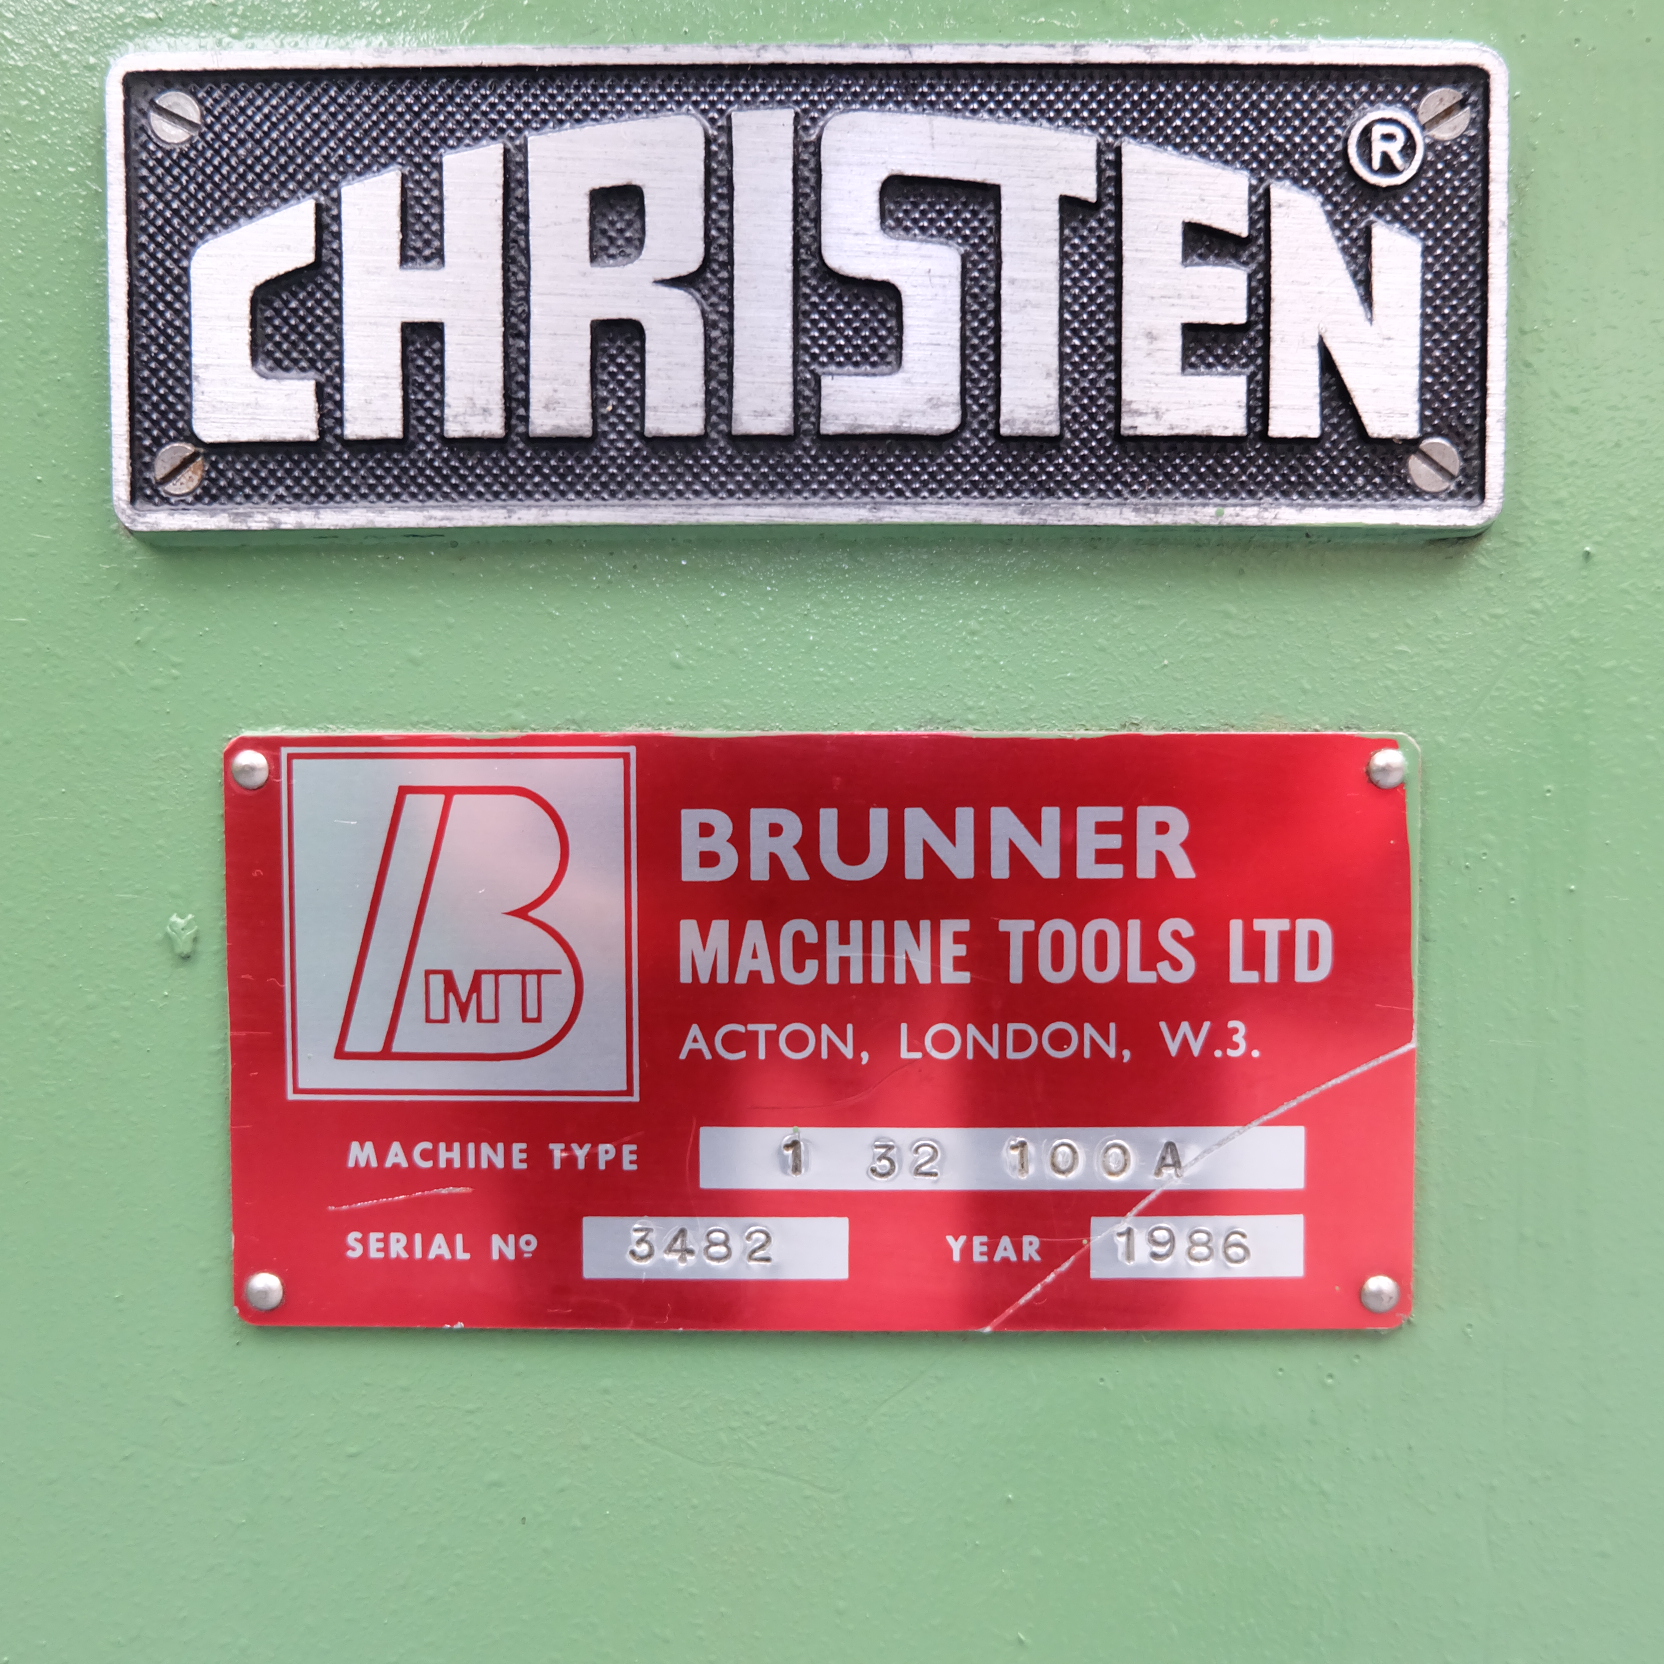 CHRISTEN ®
BMT
BRUNNER
MACHINE TOOLS LTD
ACTON, LONDON, W.3.
MACHINE TYPE 1 32 100A
SERIAL Nº 3482 YEAR 1986